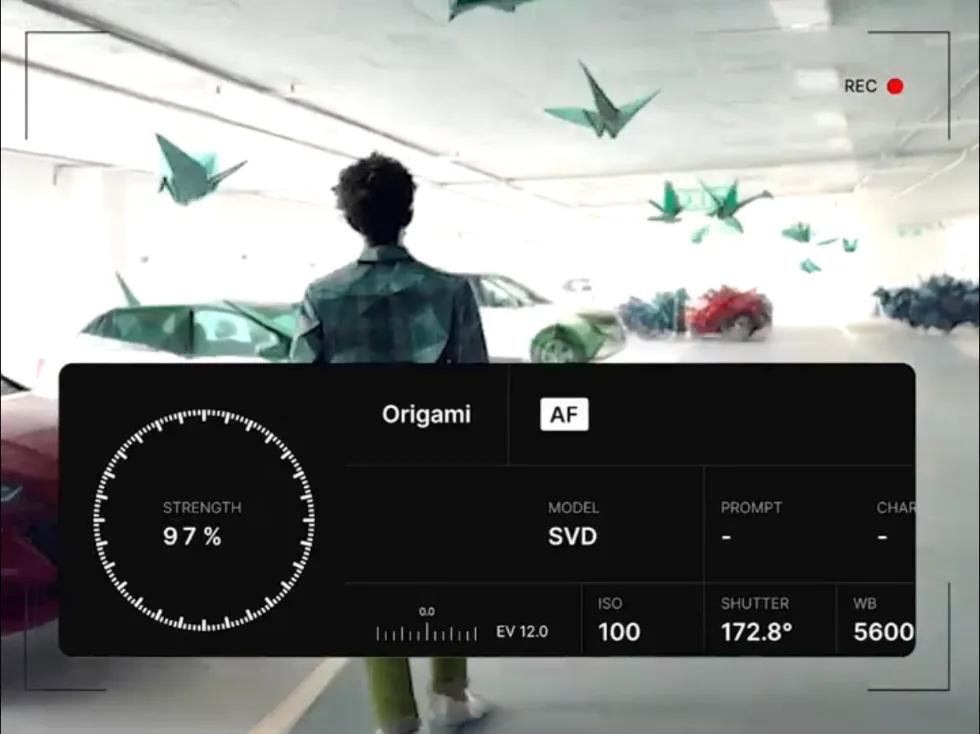 REC
Origami
AF
STRENGTH
97%
MODEL
SVD
PROMPT
-
CHAR
-
0.0
EV 12.0
ISO
100
SHUTTER
172.8°
WB
5600